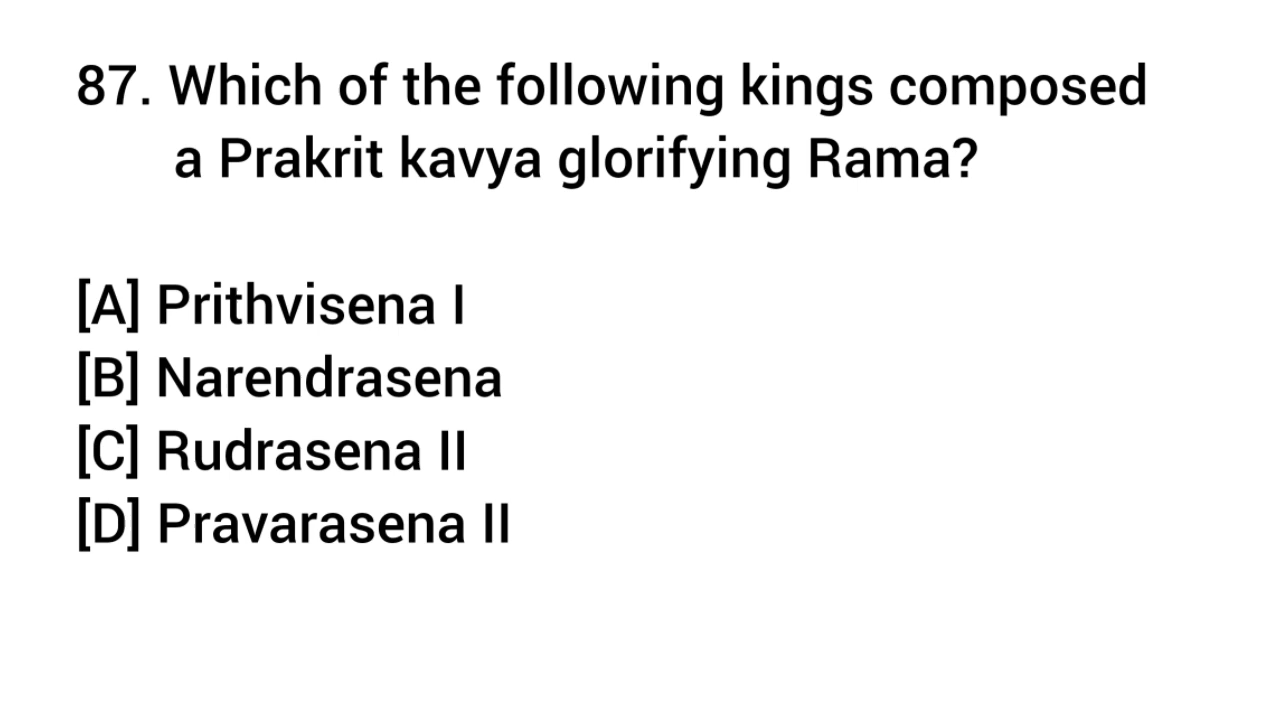 87. Which of the following kings composed
a Prakrit kavya glorifying Rama?
[A] Prithvisena I
[B] Narendrasena
[C] Rudrasena II
[D] Pravarasena II